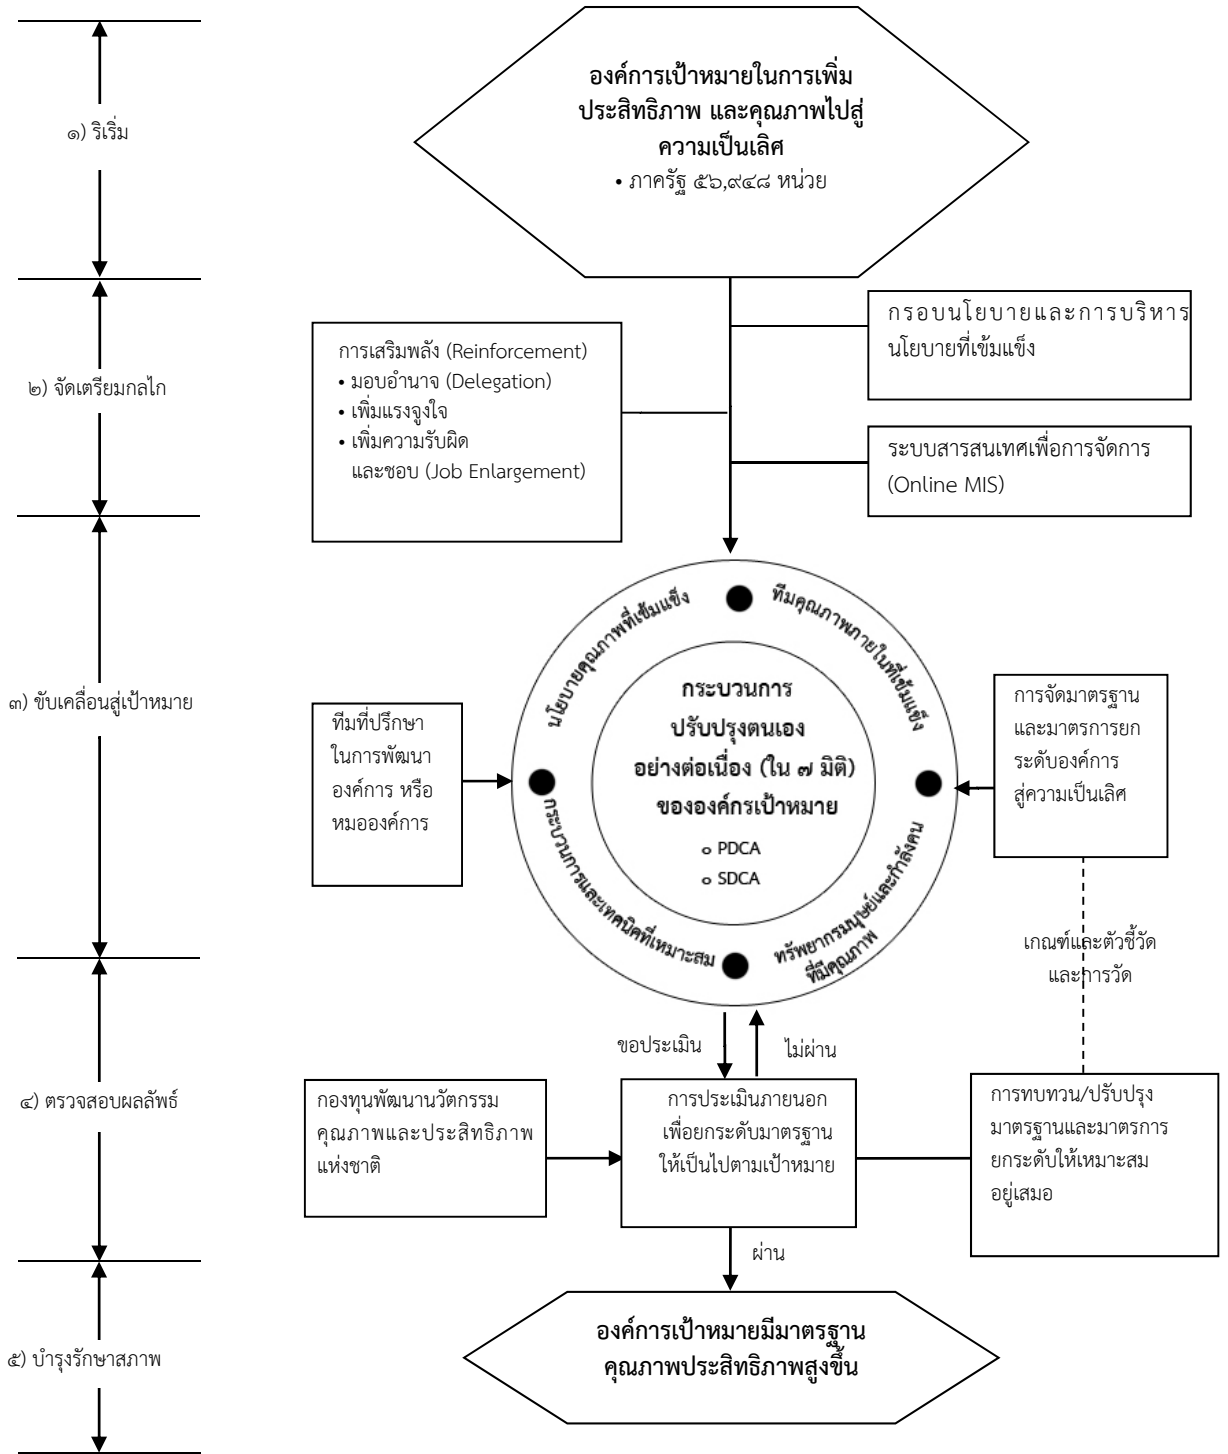 ๑) ริเริ่ม
องค์การเป้าหมายในการเพิ่ม
ประสิทธิภาพ และคุณภาพไปสู่
ความเป็นเลิศ
• ภาครัฐ ๕๖,๙๔๘ หน่วย
๒) จัดเตรียมกลไก
การเสริมพลัง (Reinforcement)
• มอบอำนาจ (Delegation)
• เพิ่มแรงจูงใจ
• เพิ่มความรับผิด
และชอบ (Job Enlargement)
กรอบนโยบายและการบริหาร
นโยบายที่เข้มแข็ง
ระบบสารสนเทศเพื่อการจัดการ
(Online MIS)
๓) ขับเคลื่อนสู่เป้าหมาย
ทีมที่ปรึกษา
ในการพัฒนา
องค์การ หรือ
หมอองค์การ
นโยบายคุณภาพที่เข้มแข็ง
ทีมคุณภาพภายในที่เข้มแข็ง
กระบวนการ
ปรับปรุงตนเอง
อย่างต่อเนื่อง (ใน ๗ มิติ)
ขององค์กรเป้าหมาย
o PDCA
o SDCA
กระบวนการและเทคนิคที่เหมาะสม
ทรัพยากรมนุษย์และกำลังคน
ที่มีคุณภาพ
การจัดมาตรฐาน
และมาตรการยก
ระดับองค์การ
สู่ความเป็นเลิศ
เกณฑ์และตัวชี้วัด
และการวัด
๔) ตรวจสอบผลลัพธ์
ขอประเมิน
ไม่ผ่าน
กองทุนพัฒนานวัตกรรม
คุณภาพและประสิทธิภาพ
แห่งชาติ
การประเมินภายนอก
เพื่อยกระดับมาตรฐาน
ให้เป็นไปตามเป้าหมาย
การทบทวน/ปรับปรุง
มาตรฐานและมาตรการ
ยกระดับให้เหมาะสม
อยู่เสมอ
ผ่าน
๕) บำรุงรักษาสภาพ
องค์การเป้าหมายมีมาตรฐาน
คุณภาพประสิทธิภาพสูงขึ้น